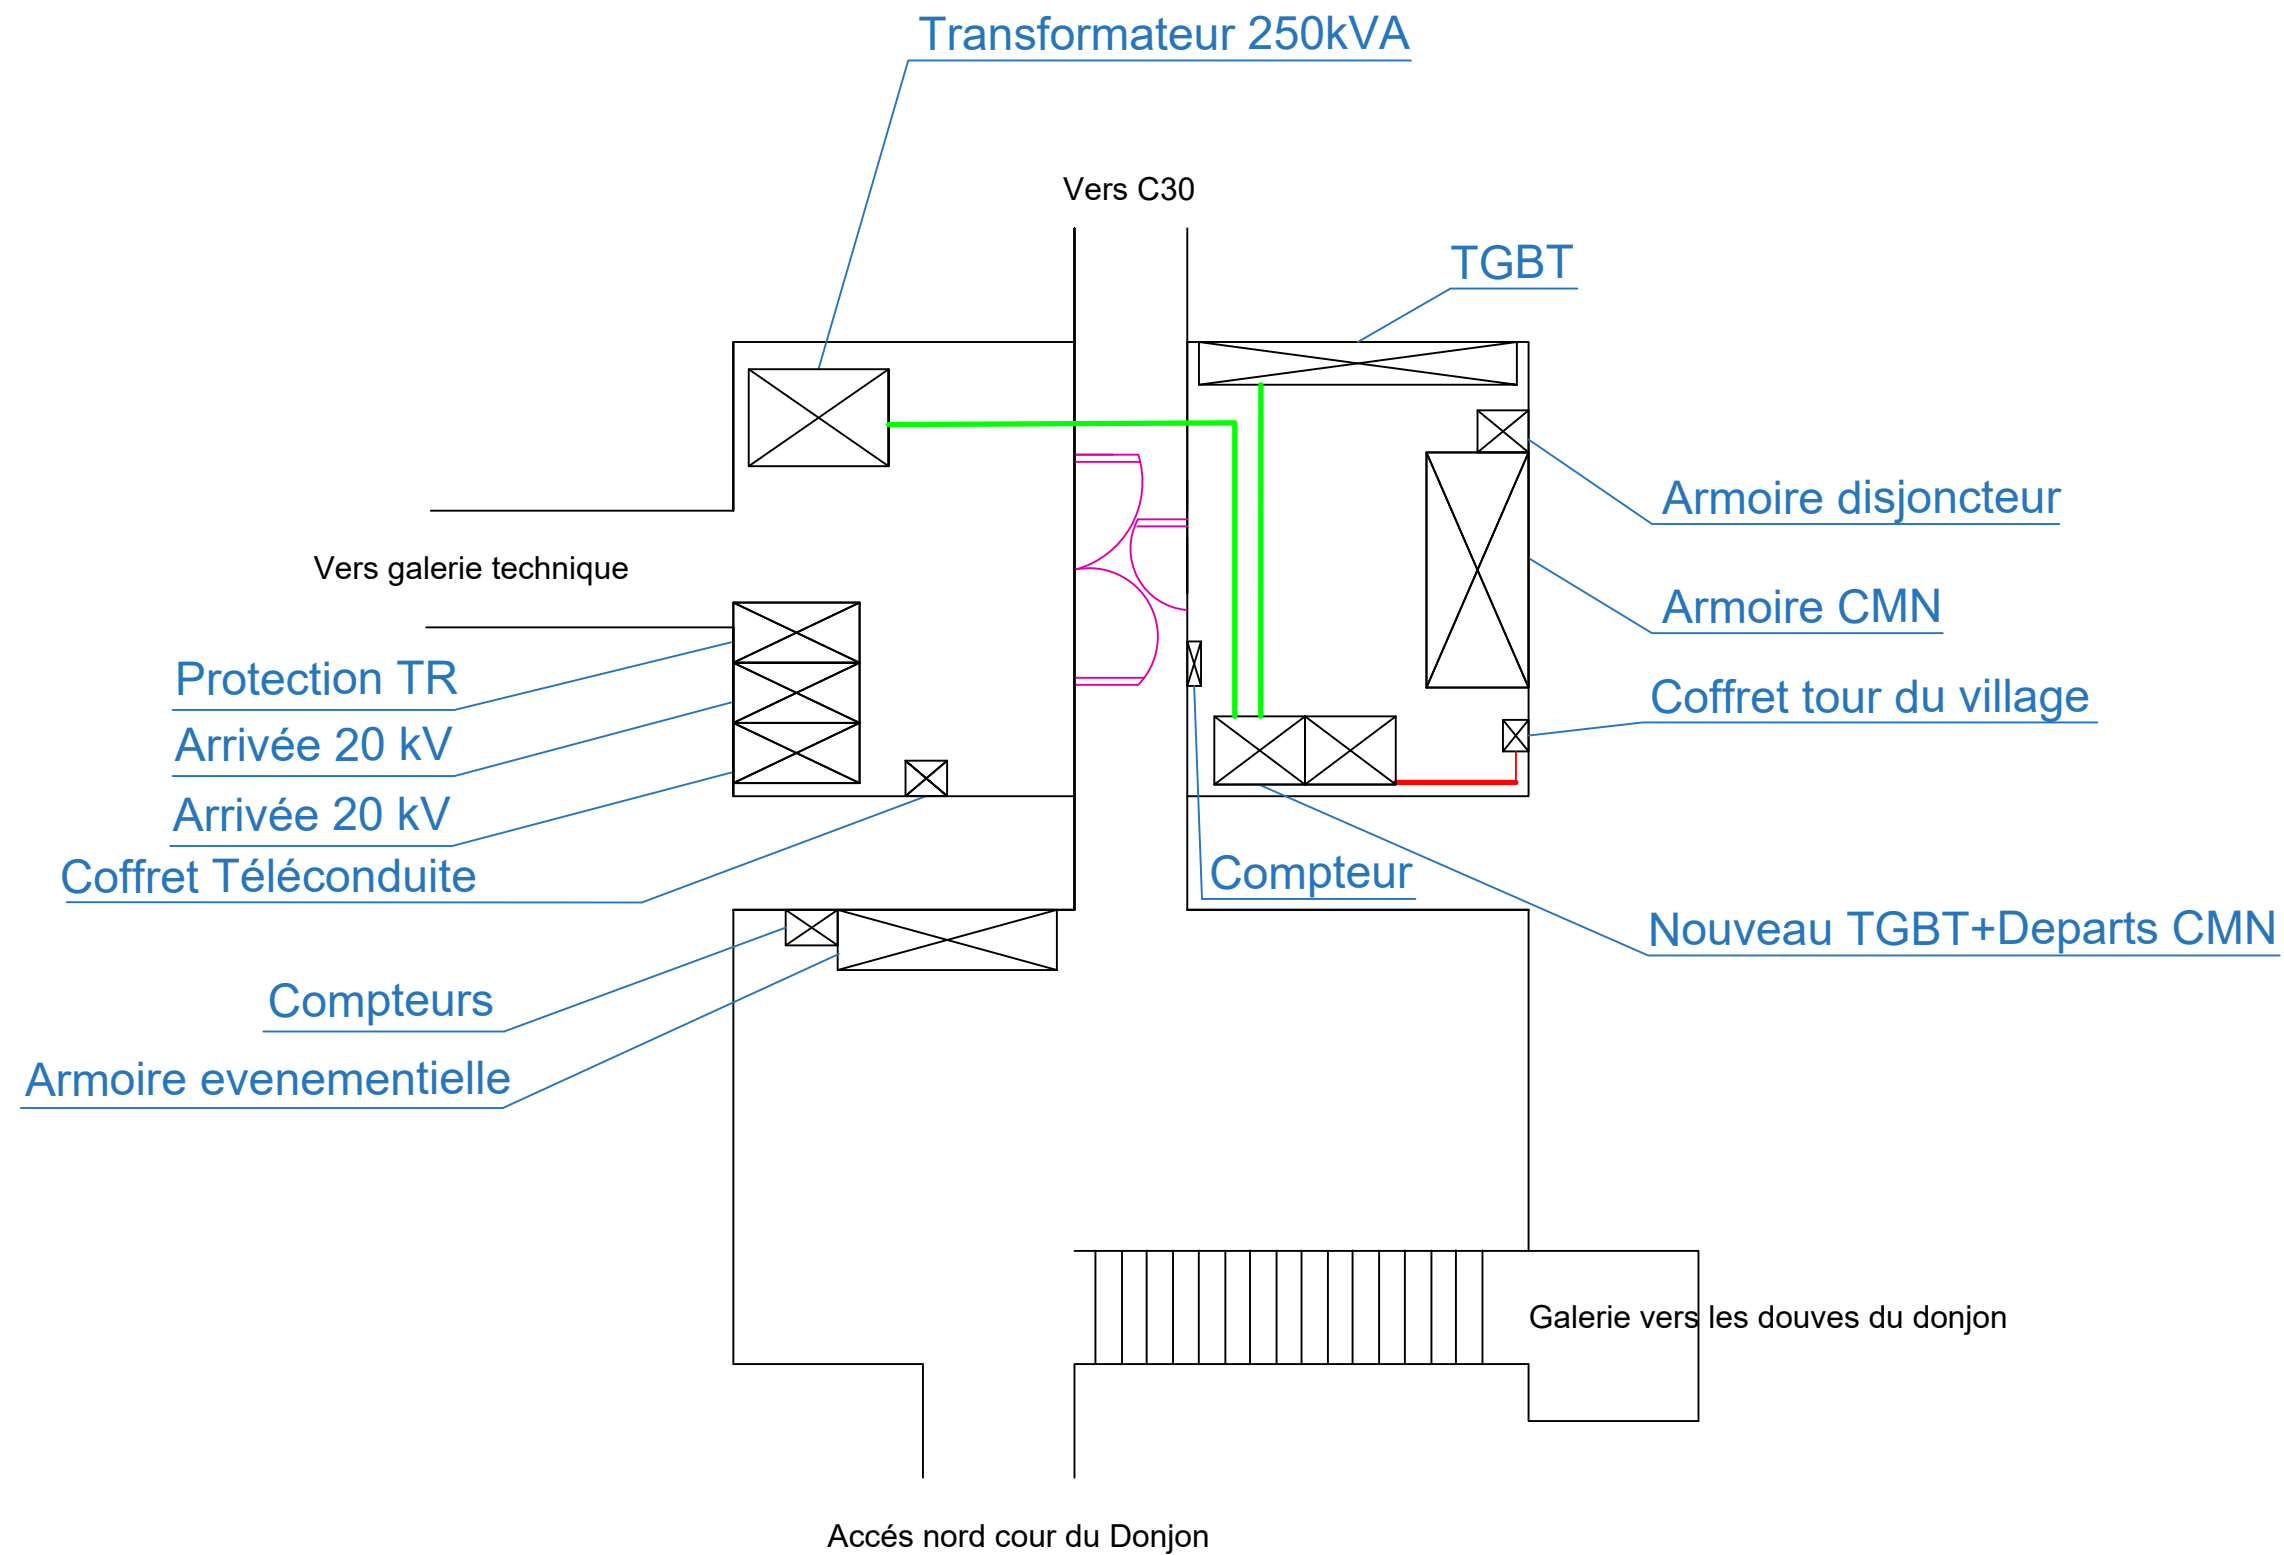 Transformateur 250kVA
Vers C30
TGBT
Armoire disjoncteur
Vers galerie technique
Armoire CMN
Protection TR
Coffret tour du village
Arrivée 20 kV
Arrivée 20 kV
Coffret Téléconduite
Compteur
Nouveau TGBT+Departs CMN
Compteurs
Armoire evenementielle
Galerie vers les douves du donjon
Accés nord cour du Donjon